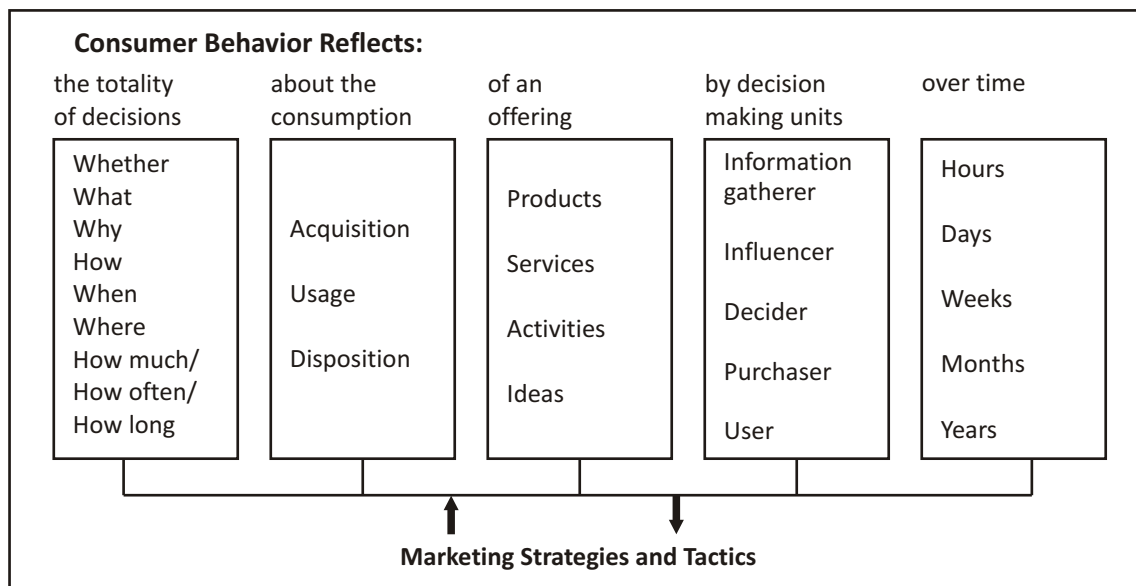 Consumer Behavior Reflects:
the totality
of decisions
about the
consumption
of an
offering
by decision
making units
over time
Whether
What
Why
How
When
Where
How much/
How often/
How long
Acquisition
Usage
Disposition
Products
Services
Activities
Ideas
Information
gatherer
Influencer
Decider
Purchaser
User
Hours
Days
Weeks
Months
Years
Marketing Strategies and Tactics